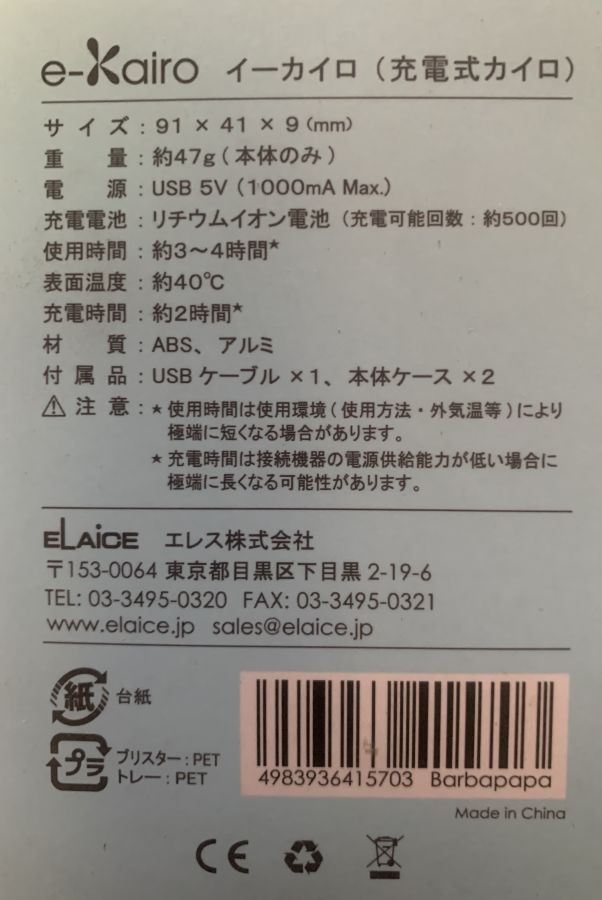 e-Kairo イーカイロ（充電式カイロ）
サイズ：91 × 41 × 9（mm）
重量：約47g（本体のみ）
電源：USB 5V（1000mA Max.）
充電電池：リチウムイオン電池（充電可能回数：約500回）
使用時間：約3～4時間★
表面温度：約40℃
充電時間：約2時間★
材質：ABS、アルミ
付属品：USBケーブル×1、本体ケース×2
⚠注意：★使用時間は使用環境（使用方法・外気温等）により
極端に短くなる場合があります。
★充電時間は接続機器の電源供給能力が低い場合に
極端に長くなる可能性があります。
ELAiCE エレス株式会社
〒153-0064 東京都目黒区下目黒 2-19-6
TEL: 03-3495-0320 FAX: 03-3495-0321
www.elaice.jp sales@elaice.jp
紙 台紙
プラ ブリスター：PET
トレー：PET
4983936415703 Barbapapa
Made in China
CE